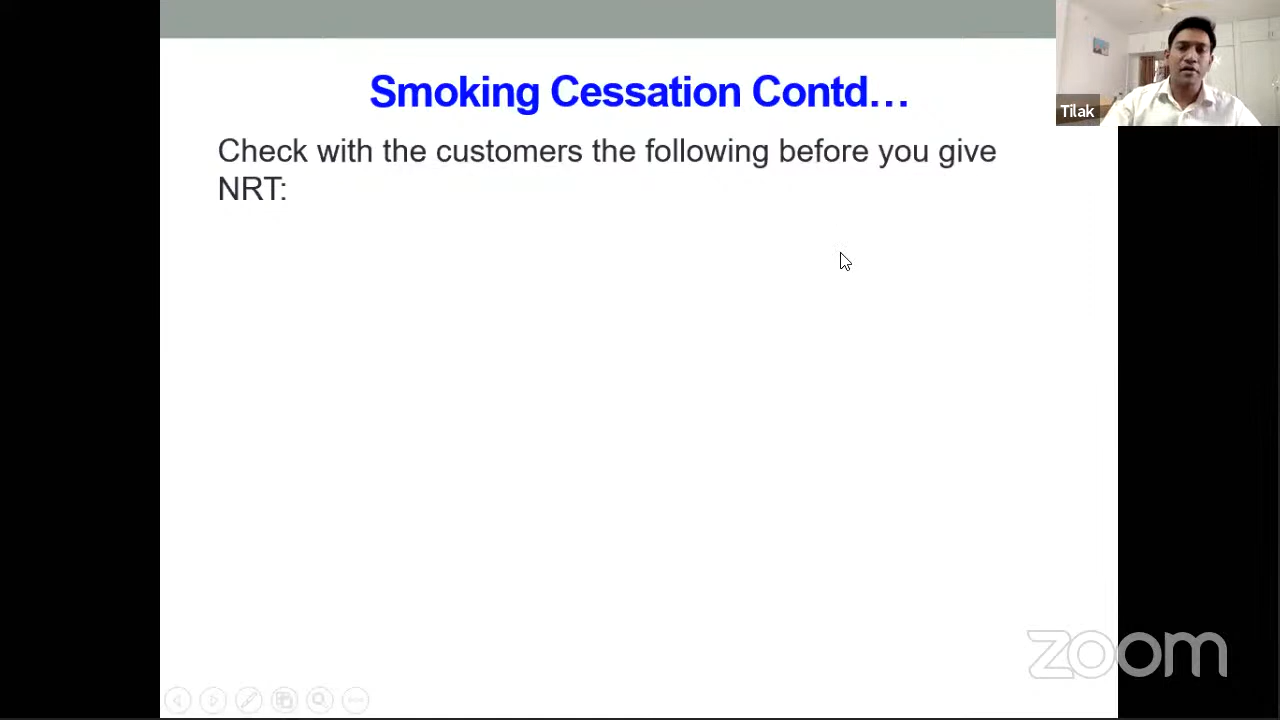 Smoking Cessation Contd...
Check with the customers the following before you give
NRT:
Tilak
zoom